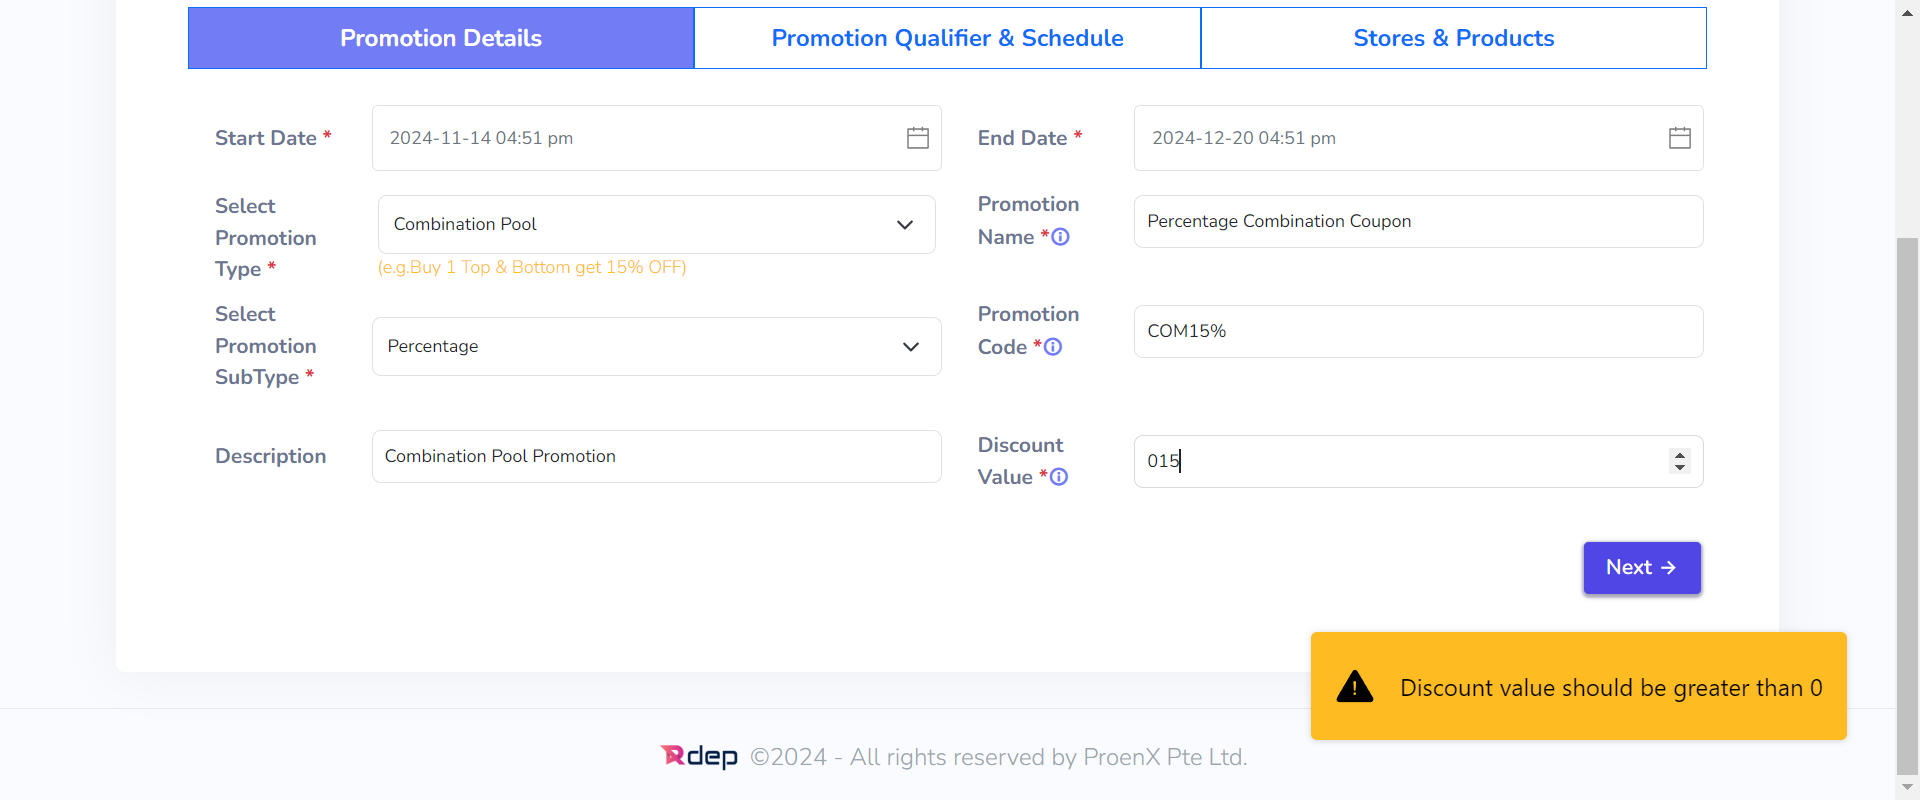 Promotion Details
Promotion Qualifier & Schedule
Stores & Products
Start Date *
2024-11-14 04:51 pm
End Date *
2024-12-20 04:51 pm
Select
Promotion
Type *
Combination Pool
(e.g.Buy 1 Top & Bottom get 15% OFF)
Promotion
Name *
Percentage Combination Coupon
Select
Promotion
SubType *
Percentage
Promotion
Code *
COM15%
Description
Combination Pool Promotion
Discount
Value *
015
Next →
Discount value should be greater than 0
Rdep ©2024 - All rights reserved by ProenX Pte Ltd.